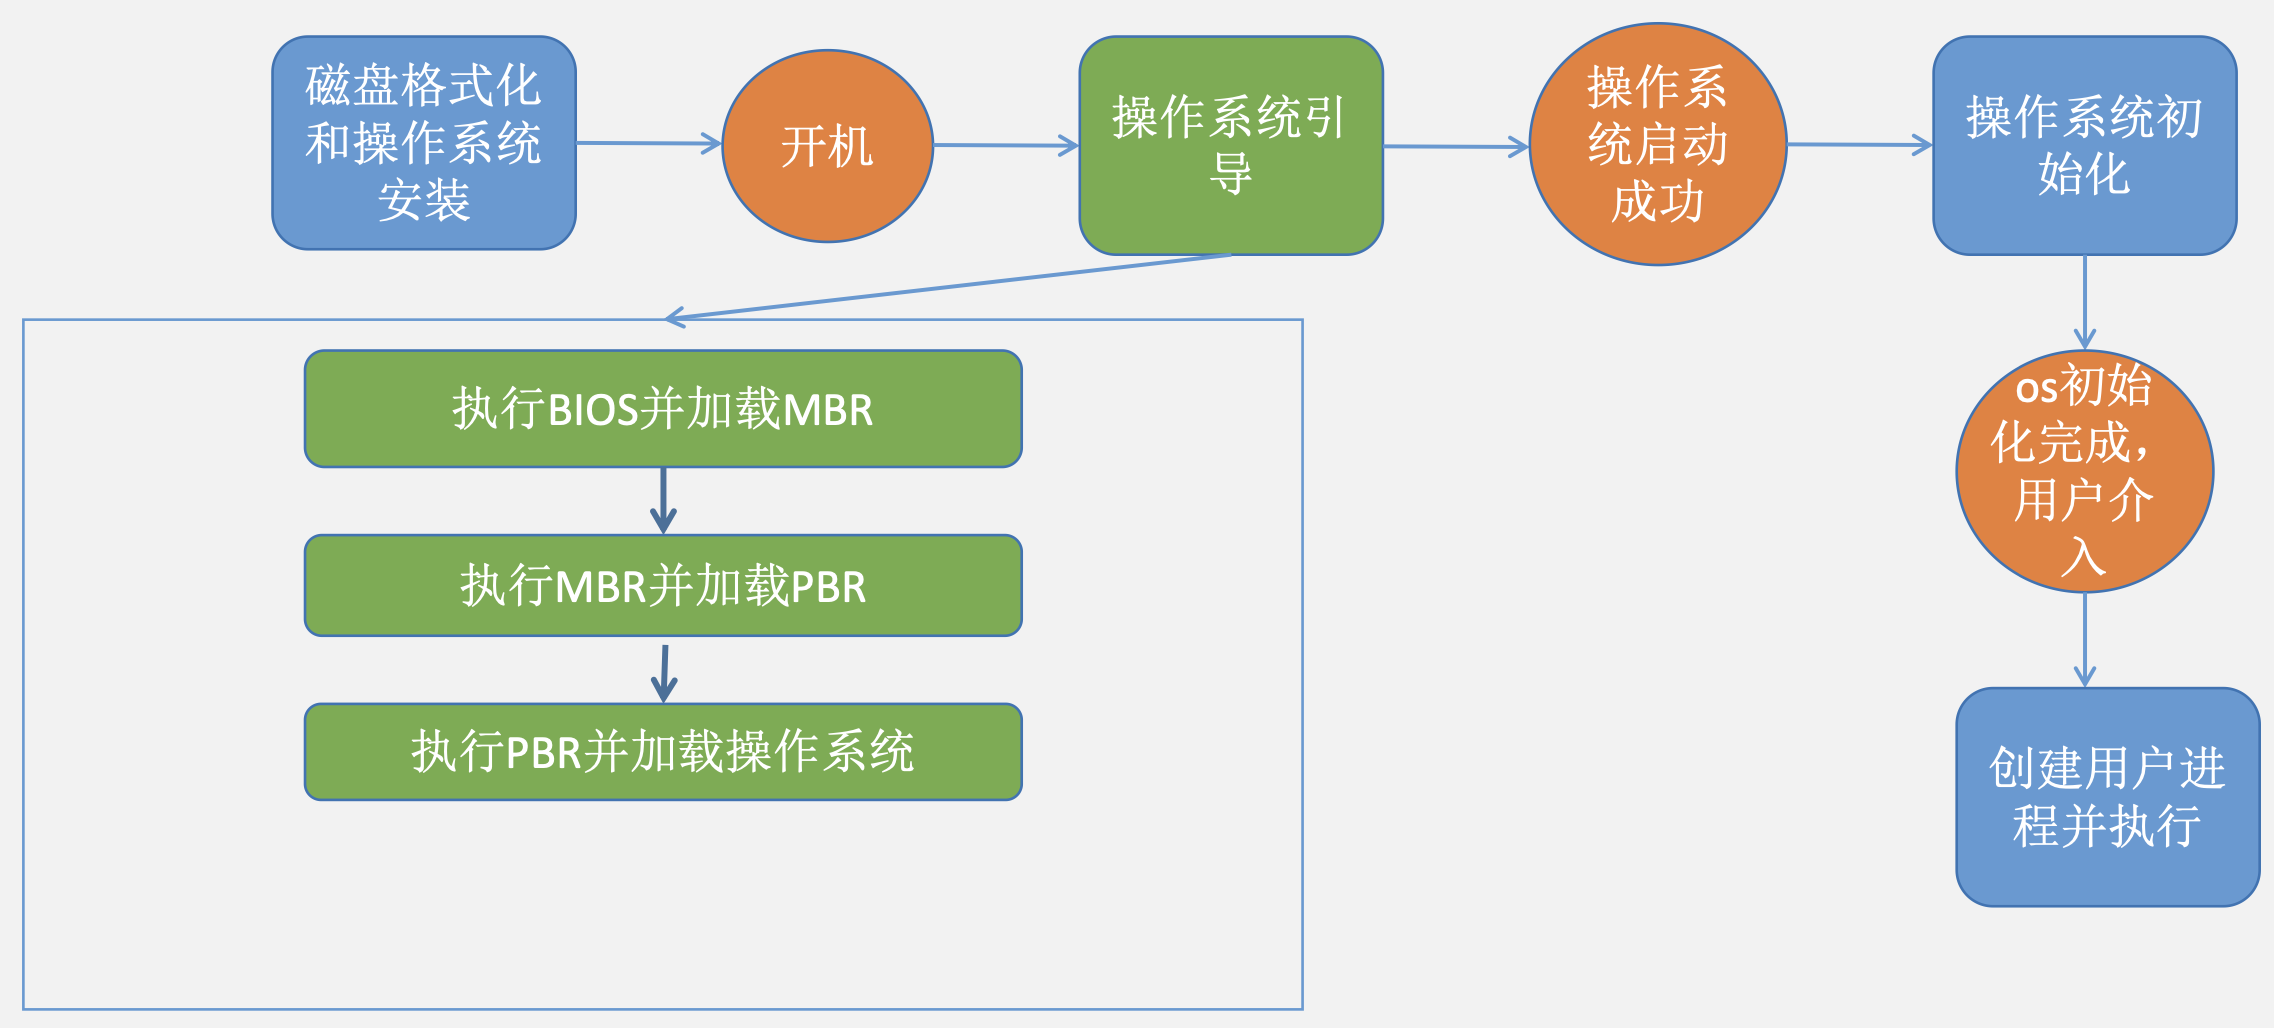 磁盘格式化
和操作系统
安装
开机
操作系统引
导
操作系
统启动
成功
操作系统初
始化
执行BIOS并加载MBR
执行MBR并加载PBR
执行PBR并加载操作系统
os初始
化完成，
用户介
入
创建用户进
程并执行